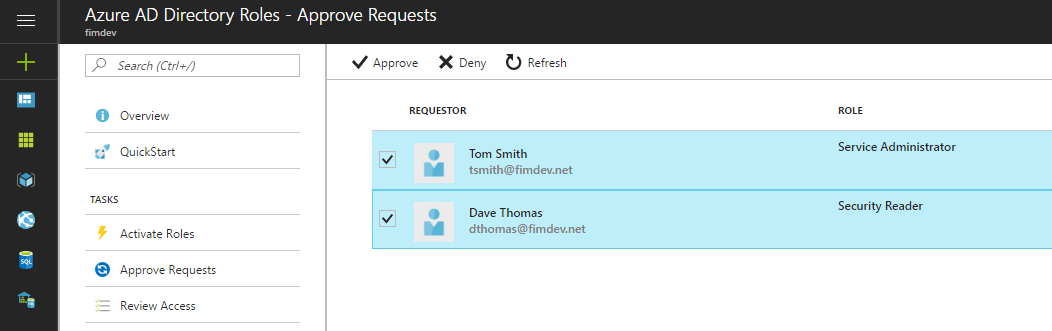 Azure AD Directory Roles - Approve Requests
fimdev
Search (Ctrl+/)
Overview
QuickStart
TASKS
Activate Roles
Approve Requests
Review Access
Approve Deny Refresh
REQUESTOR ROLE
Tom Smith Service Administrator
tsmith@fimdev.net
Dave Thomas Security Reader
dthomas@fimdev.net
SQL